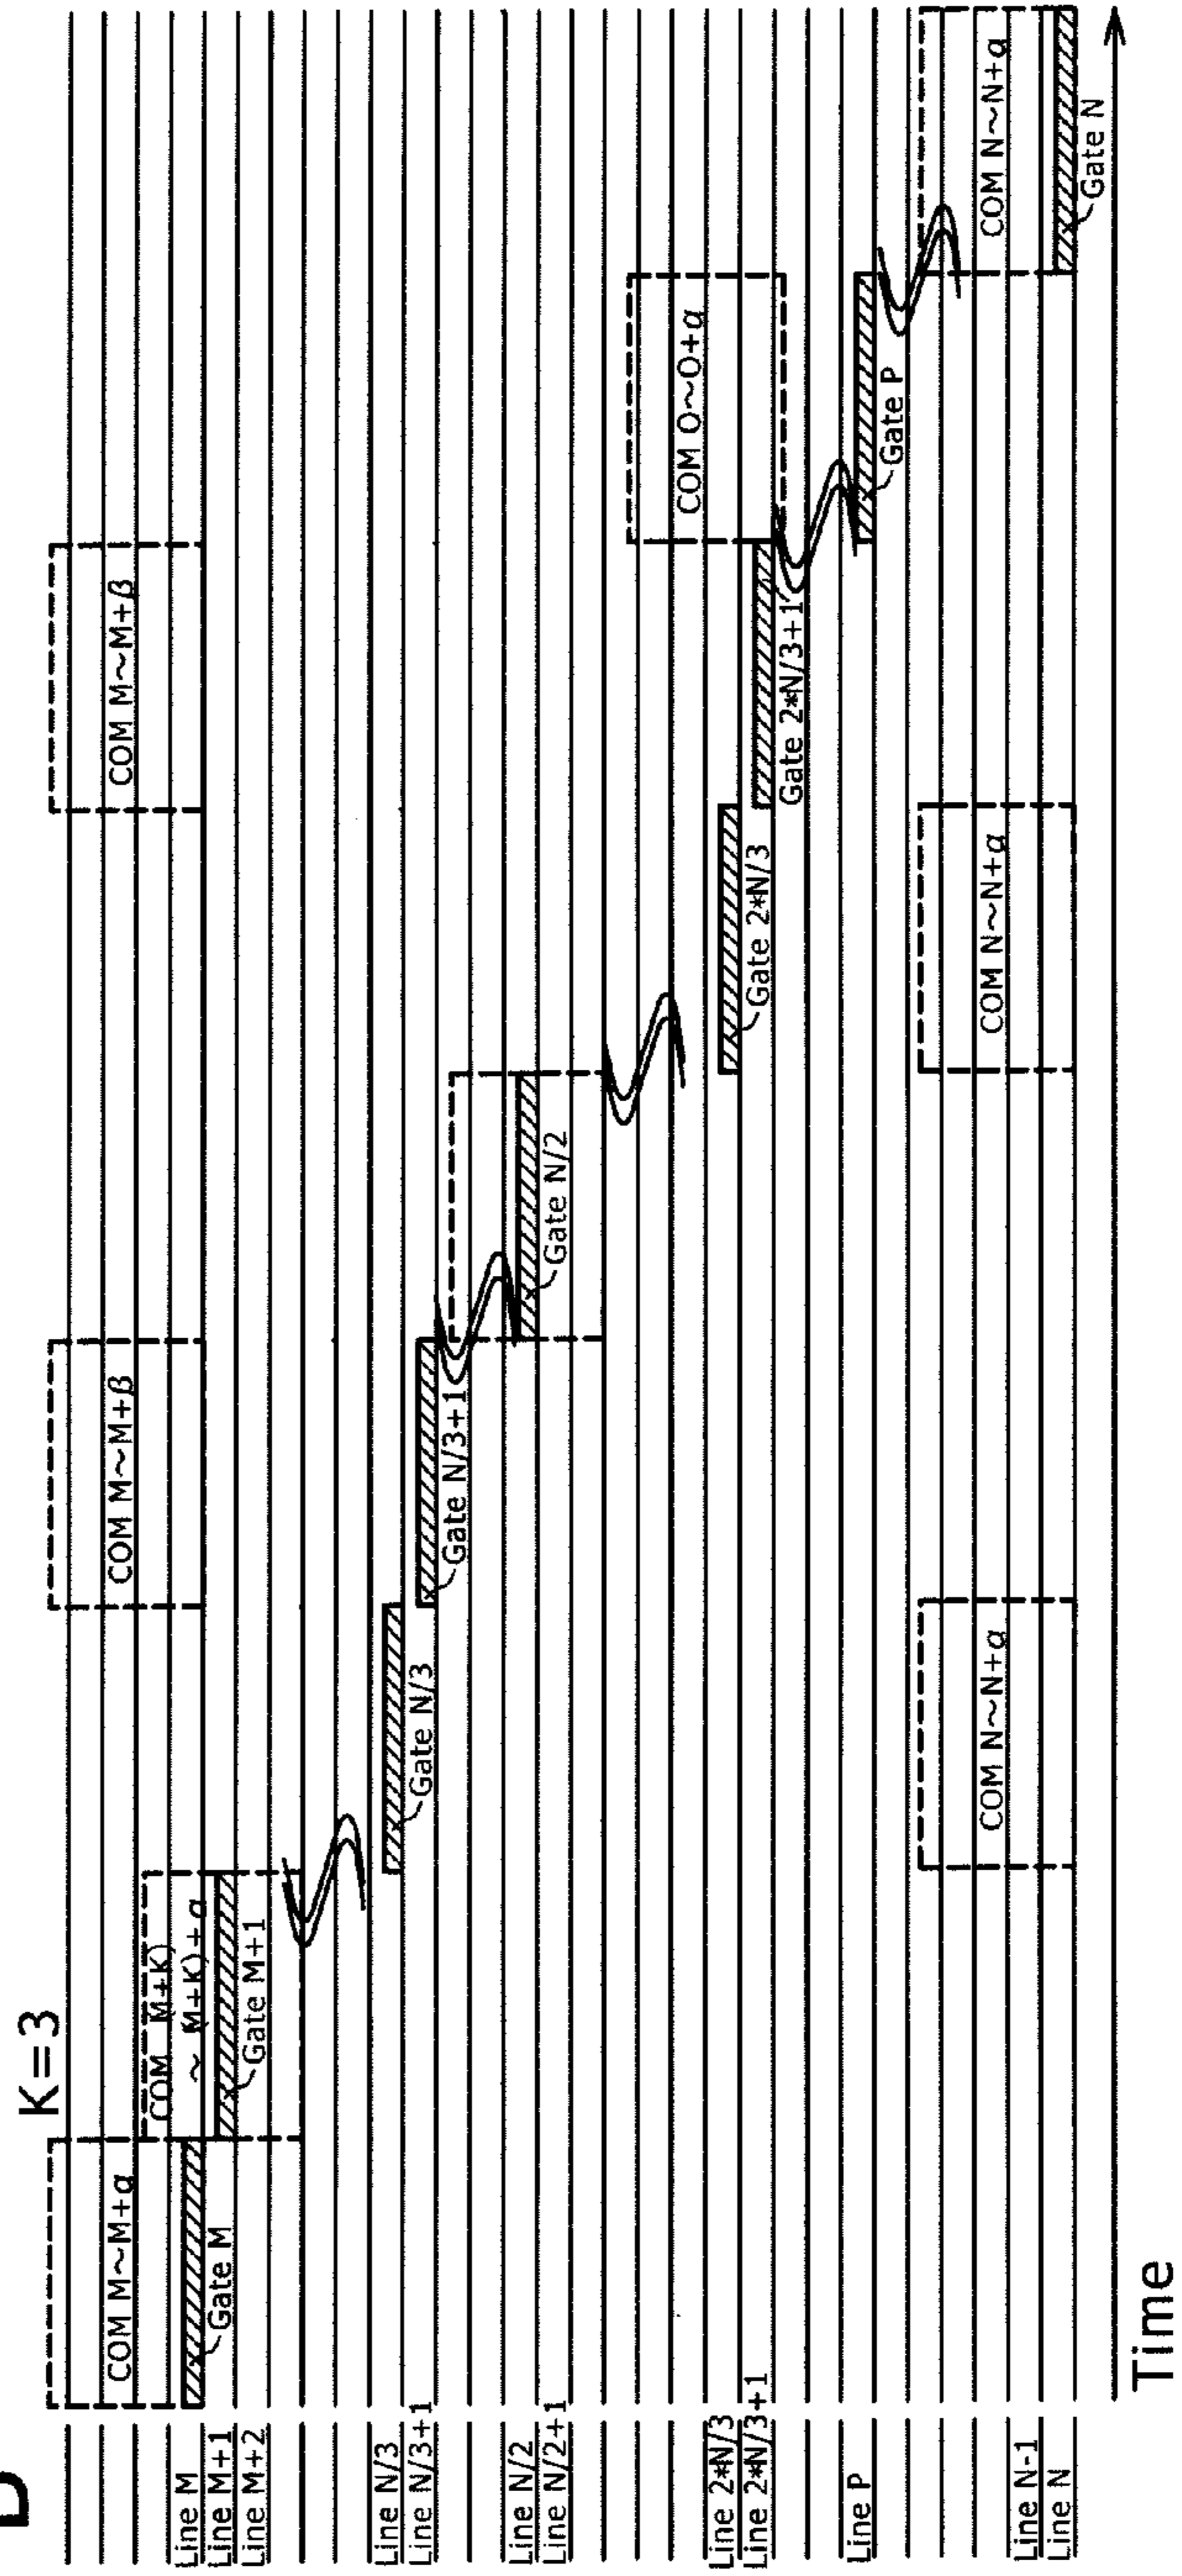 K=3
COM M~M+α
COM (M+K)
~ (M+K)+α
COM M~M+β
COM M~M+β
Line M
Gate M
Line M+1
Gate M+1
Line M+2
Line N/3
Gate N/3
Line N/3+1
Gate N/3+1
Line N/2
Gate N/2
Line N/2+1
COM O~O+α
Line 2*N/3
Gate 2*N/3
Line 2*N/3+1
Gate 2*N/3+1
Line P
Gate P
COM N~N+α
COM N~N+α
COM N~N+α
Line N-1
Line N
Gate N
Time